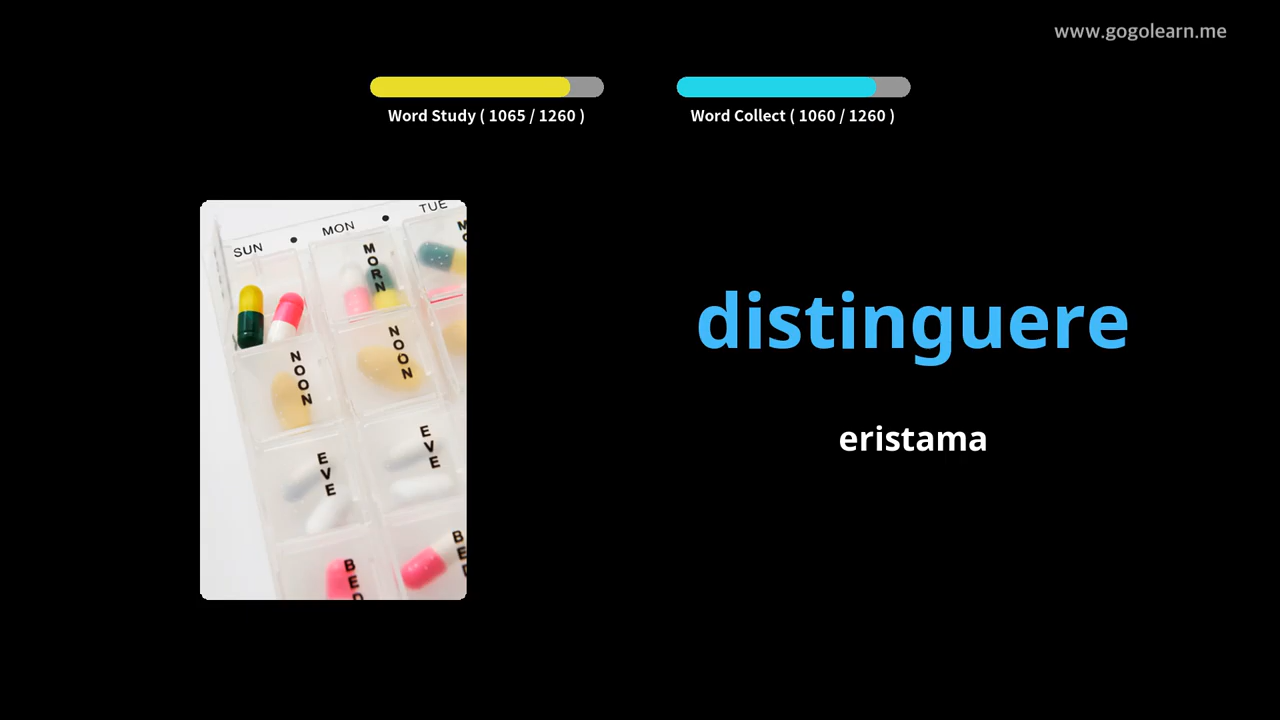 www.gogolearn.me
Word Study ( 1065 / 1260 )
Word Collect ( 1060 / 1260 )
SUN • MON • TUE
MORN
NOON
NOON
EVE
EVE
BED
distinguere
eristama